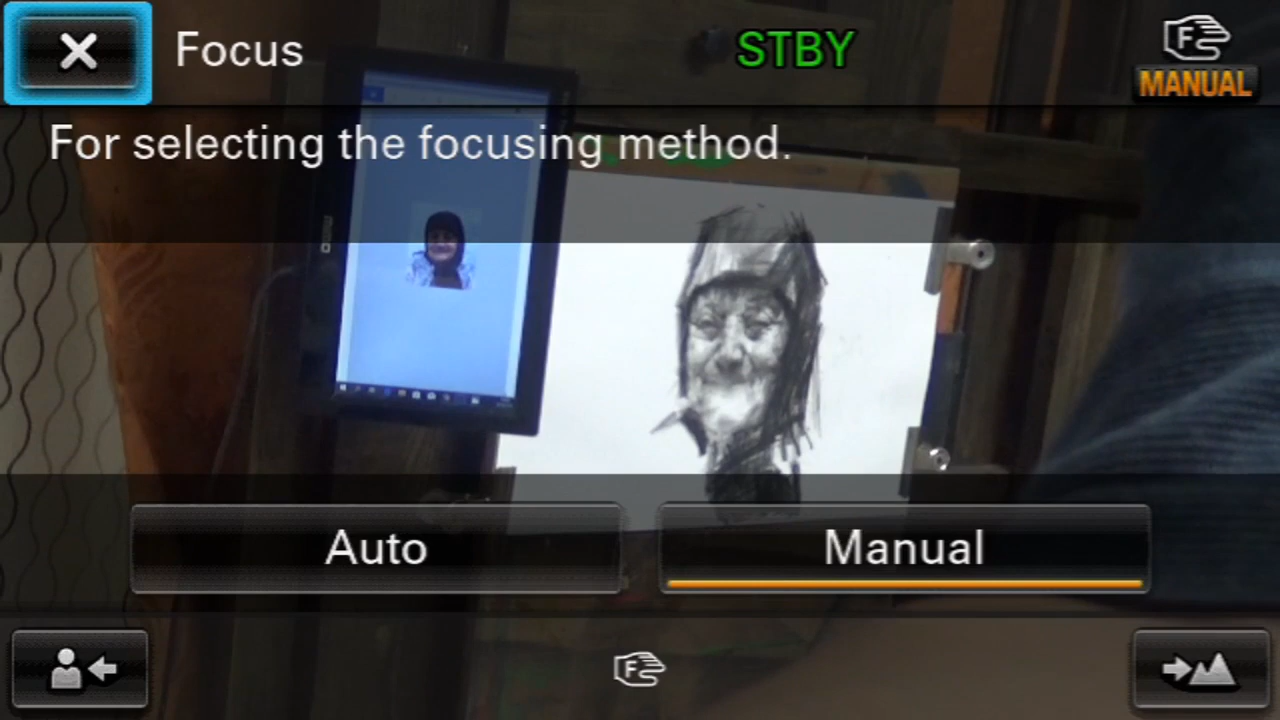 Focus
STBY
F
MANUAL
For selecting the focusing method.
Auto
Manual
F